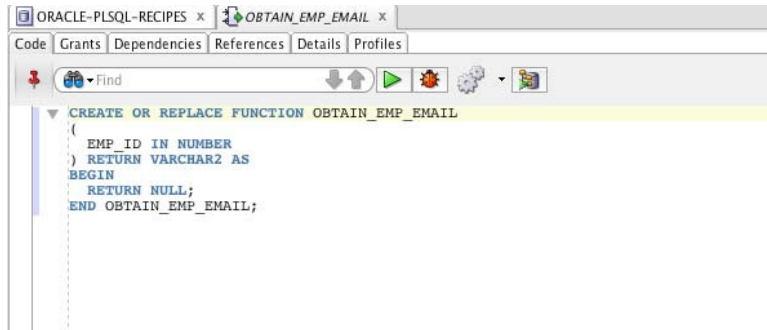 ORACLE-PLSQL-RECIPES x OBTAIN_EMP_EMAIL x
Code Grants Dependencies References Details Profiles
Find
CREATE OR REPLACE FUNCTION OBTAIN_EMP_EMAIL
(
EMP_ID IN NUMBER
) RETURN VARCHAR2 AS
BEGIN
RETURN NULL;
END OBTAIN_EMP_EMAIL;